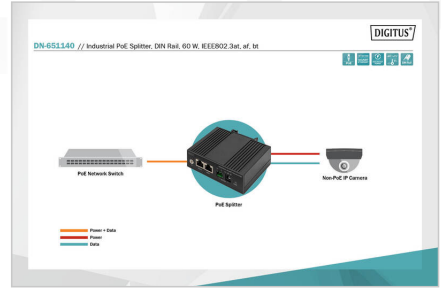 DIGITUS®
DN-651140 // Industrial PoE Splitter, DIN Rail, 60 W, IEEE802.3at, af, bt
PoE Network Switch
PoE Splitter
Non-PoE IP Camera
Power + Data
Power
Data